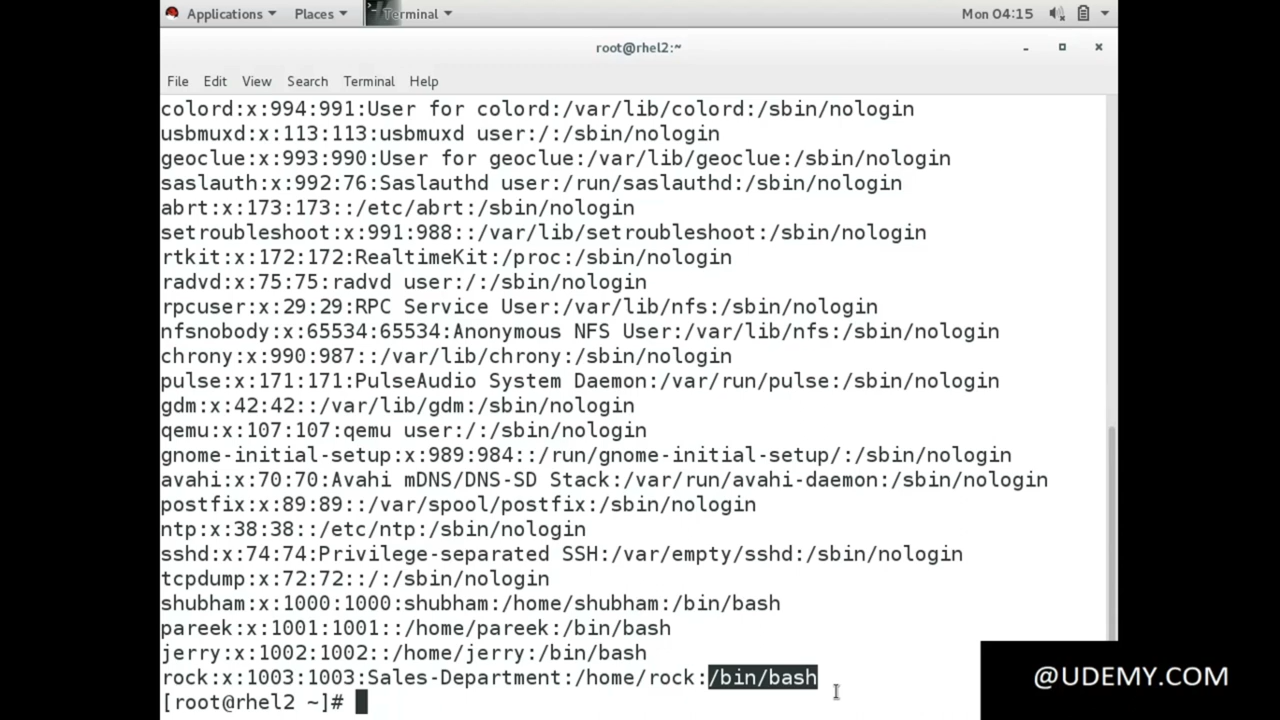 Applications Places Terminal Mon 04:15
root@rhel2:~
File Edit View Search Terminal Help
colord:x:994:991:User for colord:/var/lib/colord:/sbin/nologin
usbmuxd:x:113:113:usbmuxd user:/:/sbin/nologin
geoclue:x:993:990:User for geoclue:/var/lib/geoclue:/sbin/nologin
saslauth:x:992:76:Saslauthd user:/run/saslauthd:/sbin/nologin
abrt:x:173:173::/etc/abrt:/sbin/nologin
setroubleshoot:x:991:988::/var/lib/setroubleshoot:/sbin/nologin
rtkit:x:172:172:RealtimeKit:/proc:/sbin/nologin
radvd:x:75:75:radvd user:/:/sbin/nologin
rpcuser:x:29:29:RPC Service User:/var/lib/nfs:/sbin/nologin
nfsnobody:x:65534:65534:Anonymous NFS User:/var/lib/nfs:/sbin/nologin
chrony:x:990:987::/var/lib/chrony:/sbin/nologin
pulse:x:171:171:PulseAudio System Daemon:/var/run/pulse:/sbin/nologin
gdm:x:42:42::/var/lib/gdm:/sbin/nologin
qemu:x:107:107:qemu user:/:/sbin/nologin
gnome-initial-setup:x:989:984::/run/gnome-initial-setup/:/sbin/nologin
avahi:x:70:70:Avahi mDNS/DNS-SD Stack:/var/run/avahi-daemon:/sbin/nologin
postfix:x:89:89::/var/spool/postfix:/sbin/nologin
ntp:x:38:38::/etc/ntp:/sbin/nologin
sshd:x:74:74:Privilege-separated SSH:/var/empty/sshd:/sbin/nologin
tcpdump:x:72:72::/:/sbin/nologin
shubham:x:1000:1000:shubham:/home/shubham:/bin/bash
pareek:x:1001:1001::/home/pareek:/bin/bash
jerry:x:1002:1002::/home/jerry:/bin/bash
rock:x:1003:1003:Sales-Department:/home/rock:/bin/bash
[root@rhel2 ~]#
@UDEMY.COM